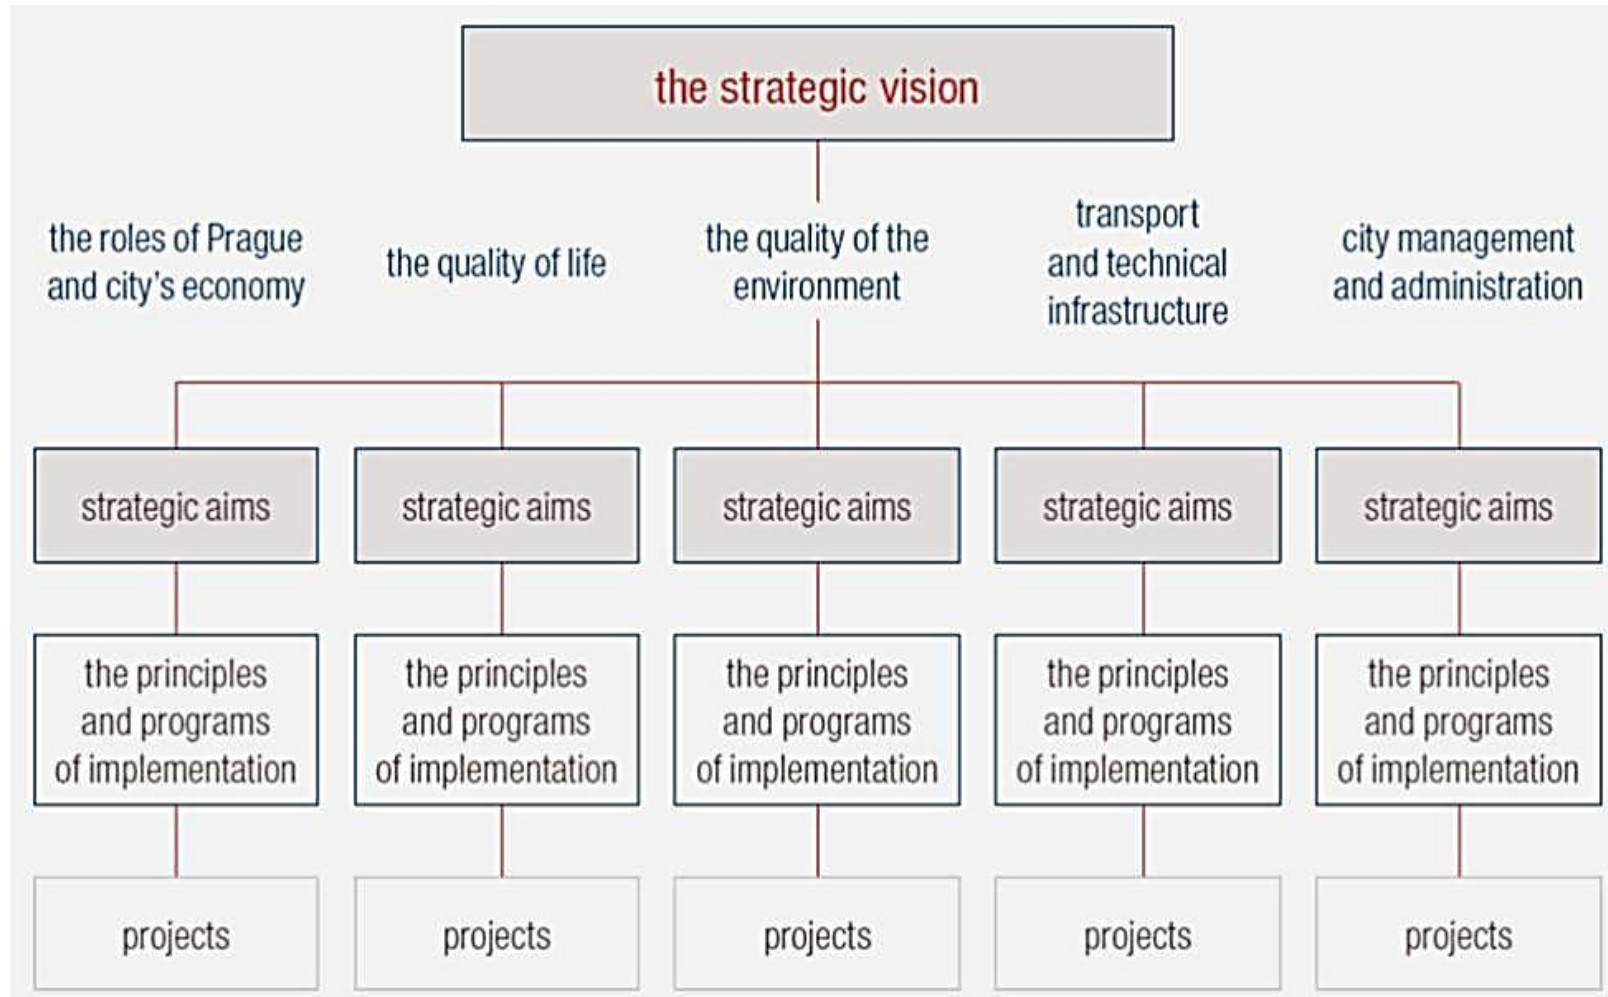 the strategic vision
the roles of Prague
and city's economy
the quality of life
the quality of the
environment
transport
and technical
infrastructure
city management
and administration
strategic aims
strategic aims
strategic aims
strategic aims
strategic aims
the principles
and programs
of implementation
the principles
and programs
of implementation
the principles
and programs
of implementation
the principles
and programs
of implementation
the principles
and programs
of implementation
projects
projects
projects
projects
projects